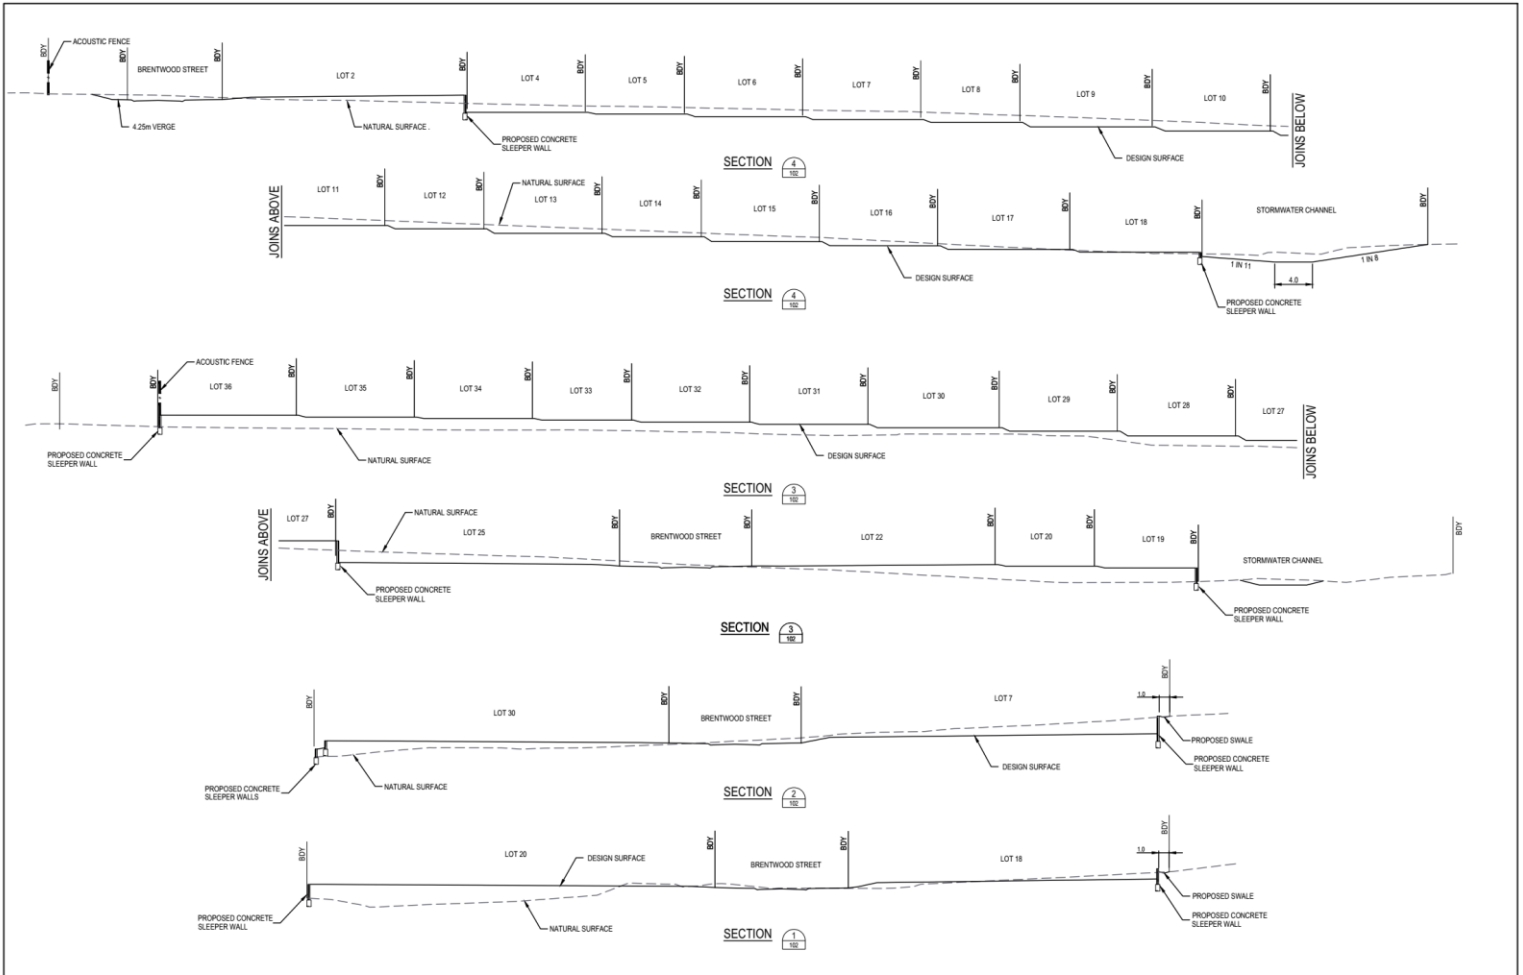 BDY
ACOUSTIC FENCE
BDY
BRENTWOOD STREET
BDY
LOT 2
BDY
LOT 4
BDY
LOT 5
BDY
LOT 6
BDY
LOT 7
BDY
LOT 8
BDY
LOT 9
BDY
LOT 10
BDY
JOINS BELOW
4.25m VERGE
NATURAL SURFACE .
PROPOSED CONCRETE
SLEEPER WALL
DESIGN SURFACE
SECTION 4
102
JOINS ABOVE
LOT 11
BDY
LOT 12
BDY
NATURAL SURFACE
LOT 13
BDY
LOT 14
BDY
LOT 15
BDY
LOT 16
BDY
LOT 17
BDY
LOT 18
BDY
STORMWATER CHANNEL
BDY
1 IN 11
4.0
1 IN 8
DESIGN SURFACE
PROPOSED CONCRETE
SLEEPER WALL
SECTION 4
102
BDY
BDY
ACOUSTIC FENCE
LOT 36
BDY
LOT 35
BDY
LOT 34
BDY
LOT 33
BDY
LOT 32
BDY
LOT 31
BDY
LOT 30
BDY
LOT 29
BDY
LOT 28
BDY
LOT 27
JOINS BELOW
PROPOSED CONCRETE
SLEEPER WALL
NATURAL SURFACE
DESIGN SURFACE
SECTION 3
102
JOINS ABOVE
LOT 27
BDY
NATURAL SURFACE
LOT 25
BDY
BRENTWOOD STREET
BDY
LOT 22
BDY
LOT 20
BDY
LOT 19
BDY
STORMWATER CHANNEL
BDY
PROPOSED CONCRETE
SLEEPER WALL
PROPOSED CONCRETE
SLEEPER WALL
SECTION 3
102
BDY
LOT 30
BDY
BRENTWOOD STREET
BDY
LOT 7
1.0
BDY
PROPOSED SWALE
PROPOSED CONCRETE
SLEEPER WALL
DESIGN SURFACE
PROPOSED CONCRETE
SLEEPER WALLS
NATURAL SURFACE
SECTION 2
102
BDY
LOT 20
DESIGN SURFACE
BDY
BRENTWOOD STREET
BDY
LOT 18
1.0
BDY
PROPOSED SWALE
PROPOSED CONCRETE
SLEEPER WALL
PROPOSED CONCRETE
SLEEPER WALL
NATURAL SURFACE
SECTION 1
102